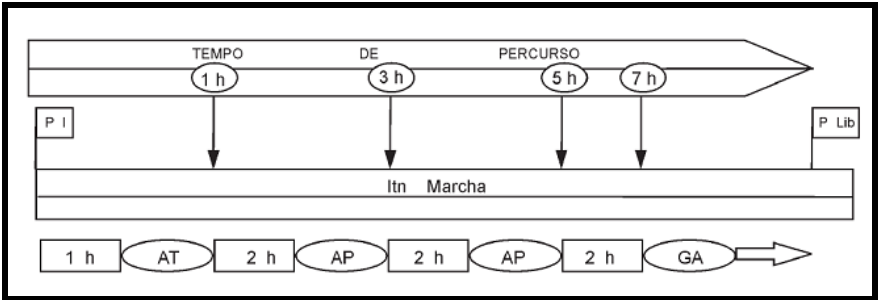 TEMPO DE PERCURSO
1 h 3 h 5 h 7 h
P I P Lib
Itn Marcha
1 h AT 2 h AP 2 h AP 2 h GA